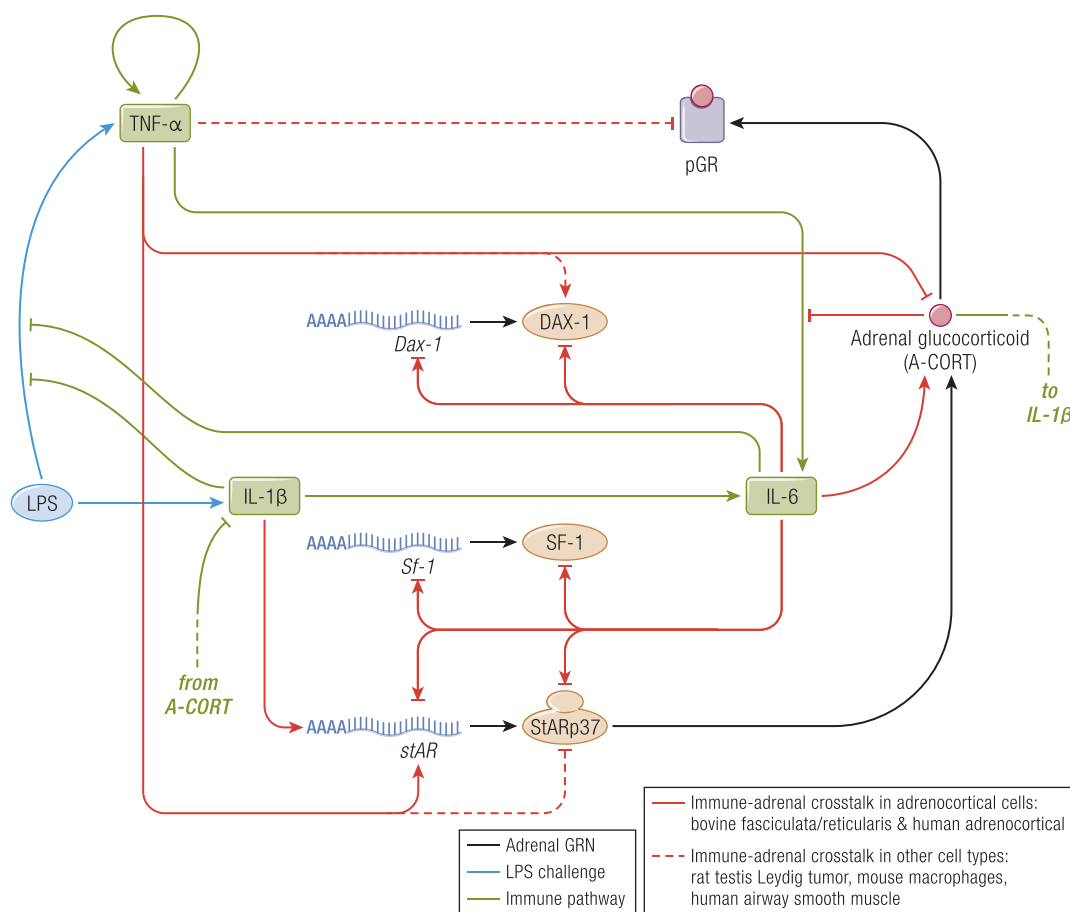 TNF-α
pGR
AAAA
Dax-1
DAX-1
Adrenal glucocorticoid
(A-CORT)
to
IL-1β
LPS
IL-1β
IL-6
AAAA
Sf-1
SF-1
from
A-CORT
AAAA
stAR
StARp37
Adrenal GRN
LPS challenge
Immune pathway
Immune-adrenal crosstalk in adrenocortical cells:
bovine fasciculata/reticularis & human adrenocortical
Immune-adrenal crosstalk in other cell types:
rat testis Leydig tumor, mouse macrophages,
human airway smooth muscle